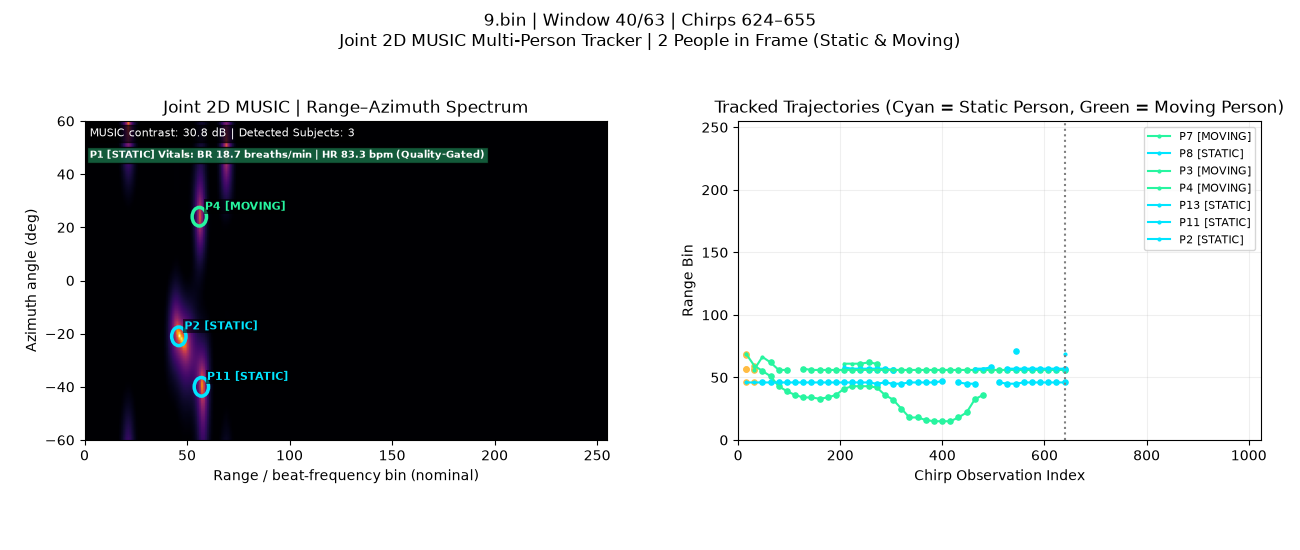 9.bin | Window 40/63 | Chirps 624–655
Joint 2D MUSIC Multi-Person Tracker | 2 People in Frame (Static & Moving)
Joint 2D MUSIC | Range–Azimuth Spectrum
MUSIC contrast: 30.8 dB | Detected Subjects: 3
P1 [STATIC] Vitals: BR 18.7 breaths/min | HR 83.3 bpm (Quality-Gated)
P4 [MOVING]
P2 [STATIC]
P11 [STATIC]
60
40
20
0
−20
−40
−60
Azimuth angle (deg)
0
50
100
150
200
250
Range / beat-frequency bin (nominal)
Tracked Trajectories (Cyan = Static Person, Green = Moving Person)
P7 [MOVING]
P8 [STATIC]
P3 [MOVING]
P4 [MOVING]
P13 [STATIC]
P11 [STATIC]
P2 [STATIC]
250
200
150
100
50
0
Range Bin
0
200
400
600
800
1000
Chirp Observation Index